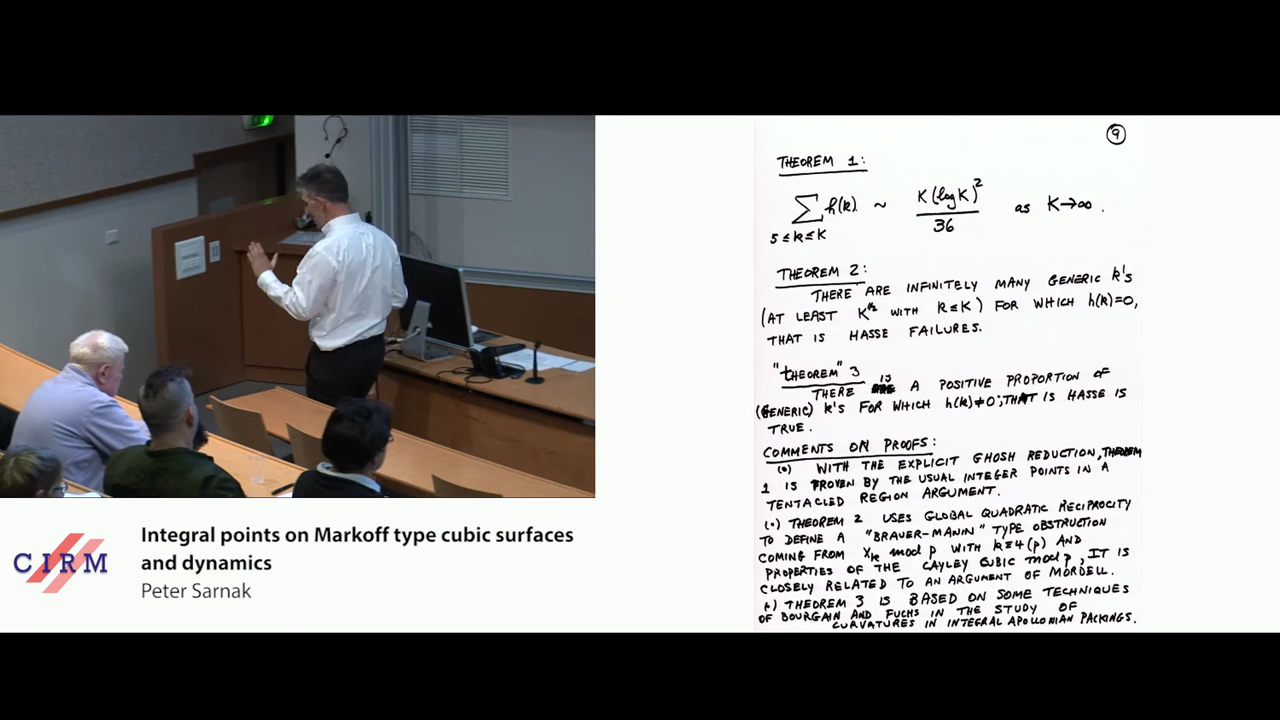 9
THEOREM 1:
∑ h(k) ~ K(log K)² / 36 as K→∞.
5 ≤ k ≤ K
THEOREM 2:
THERE ARE INFINITELY MANY GENERIC k's
(AT LEAST K^½ WITH k≤K) FOR WHICH h(k)=0,
THAT IS HASSE FAILURES.
"tHEOREM" 3
THERE IS A POSITIVE PROPORTION OF
(GENERIC) k's FOR WHICH h(k)≠0; THAT IS HASSE IS
TRUE.
COMMENTS ON PROOFS:
(0) WITH THE EXPLICIT GHOSH REDUCTION, THEOREM
1 IS PROVEN BY THE USUAL INTEGER POINTS IN A
TENTACLED REGION ARGUMENT.
(.) THEOREM 2 USES GLOBAL QUADRATIC RECIPROCITY
TO DEFINE A "BRAUER-MANIN" TYPE OBSTRUCTION
COMING FROM X_k mod p WITH k≡4(p) AND
PROPERTIES OF THE CAYLEY CUBIC mod p, IT IS
CLOSELY RELATED TO AN ARGUMENT OF MORDELL.
(.) THEOREM 3 IS BASED ON SOME TECHNIQUES
OF BOURGAIN AND FUCHS IN THE STUDY OF
CURVATURES IN INTEGRAL APOLLONIAN PACKINGS.
CIRM
Integral points on Markoff type cubic surfaces
and dynamics
Peter Sarnak